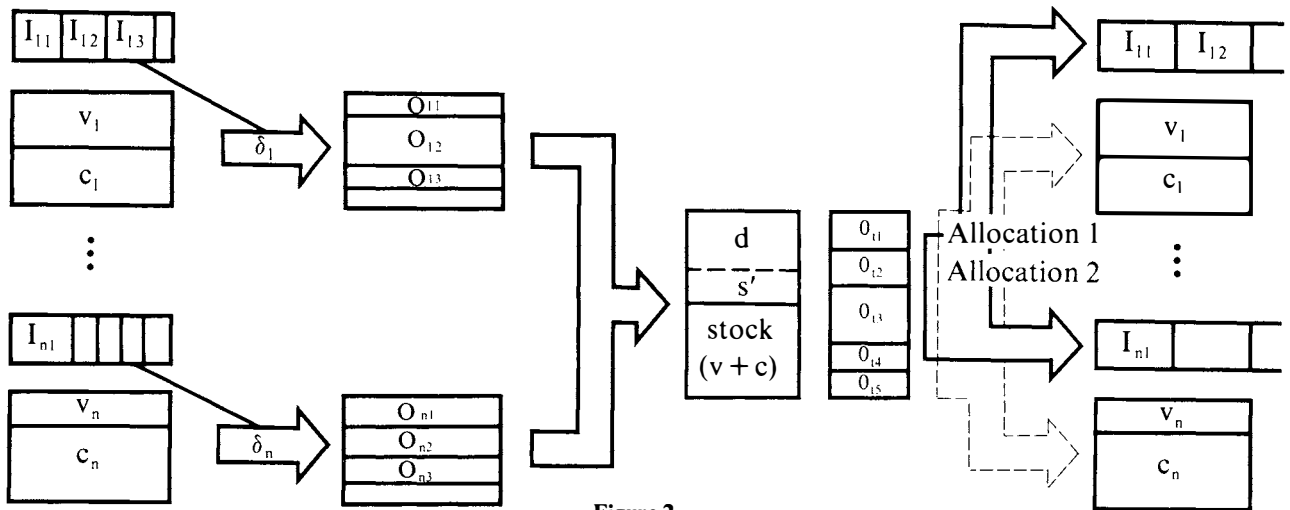 I₁₁ I₁₂ I₁₃
v₁
c₁
δ₁
O₁₁
O₁₂
O₁₃
⋮
Iₙ₁
vₙ
cₙ
δₙ
Oₙ₁
Oₙ₂
Oₙ₃
d
s′
stock
(v + c)
0ₜ₁
0ₜ₂
0ₜ₃
0ₜ₄
0ₜ₅
Allocation 1
Allocation 2
I₁₁ I₁₂
v₁
c₁
⋮
Iₙ₁
vₙ
cₙ
Figure 2